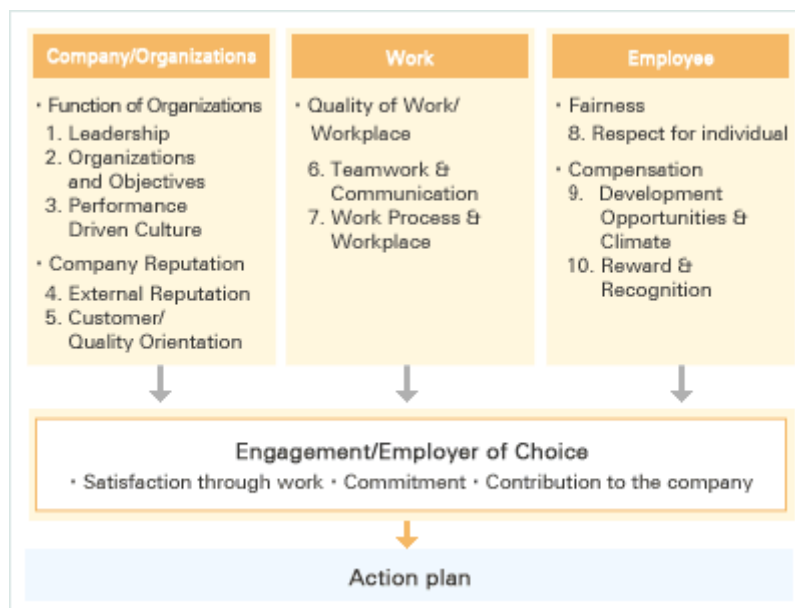 Company/Organizations
・Function of Organizations
1. Leadership
2. Organizations
and Objectives
3. Performance
Driven Culture
・Company Reputation
4. External Reputation
5. Customer/
Quality Orientation
Work
・Quality of Work/
Workplace
6. Teamwork &
Communication
7. Work Process &
Workplace
Employee
・Fairness
8. Respect for individual
・Compensation
9. Development
Opportunities &
Climate
10. Reward &
Recognition
Engagement/Employer of Choice
・Satisfaction through work・Commitment・Contribution to the company
Action plan